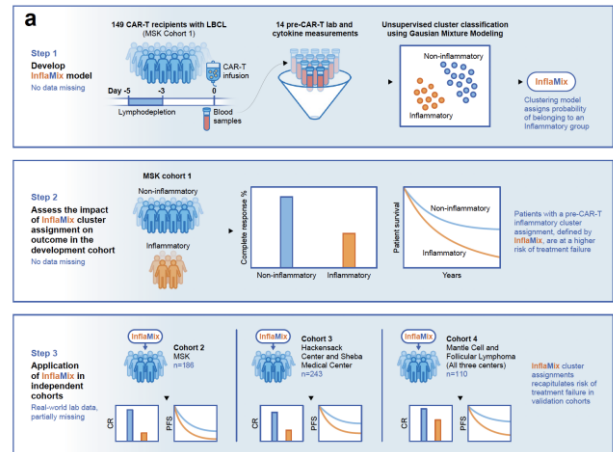 a
Step 1
Develop
InflaMix model
No data missing
149 CAR-T recipients with LBCL
(MSK Cohort 1)
CAR-T
infusion
Day -5
-3
0
Lymphodepletion
Blood
samples
14 pre-CAR-T lab and
cytokine measurements
Unsupervised cluster classification
using Gausian Mixture Modeling
Non-inflammatory
Inflammatory
InflaMix
Clustering model
assigns probability
of belonging to an
Inflammatory group
Step 2
Assess the impact
of InflaMix cluster
assignment on
outcome in the
development cohort
No data missing
MSK cohort 1
Non-inflammatory
Inflammatory
Complete response %
Non-inflammatory
Inflammatory
Patient survival
Non-inflammatory
Inflammatory
Years
Patients with a pre-CAR-T
inflammatory cluster
assignment, defined by
InflaMix, are at a higher
risk of treatment failure
Step 3
Application
of InflaMix in
independent
cohorts
Real-world lab data,
partially missing
InflaMix
Cohort 2
MSK
n=186
CR
PFS
InflaMix
Cohort 3
Hackensack
Center and Sheba
Medical Center
n=243
CR
PFS
InflaMix
Cohort 4
Mantle Cell and
Follicular Lymphoma
(All three centers)
n=110
CR
PFS
InflaMix cluster
assignments
recapitulates risk of
treatment failure in
validation cohorts